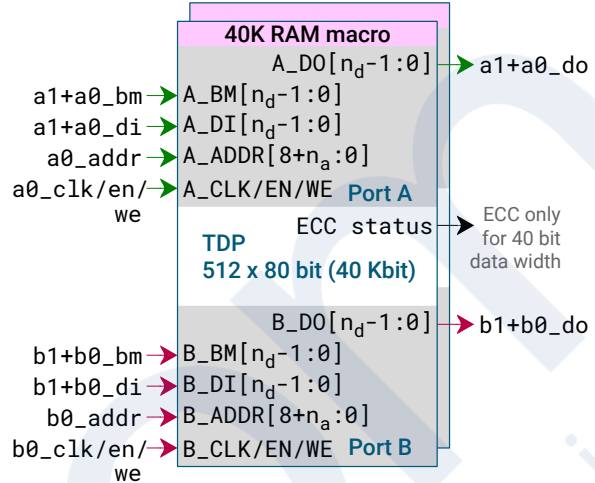 40K RAM macro
A_DO[nd-1:0] a1+a0_do
a1+a0_bm A_BM[nd-1:0]
a1+a0_di A_DI[nd-1:0]
a0_addr A_ADDR[8+na:0]
a0_clk/en/ A_CLK/EN/WE Port A
we
ECC status ECC only
for 40 bit
data width
TDP
512 x 80 bit (40 Kbit)
B_DO[nd-1:0] b1+b0_do
b1+b0_bm B_BM[nd-1:0]
b1+b0_di B_DI[nd-1:0]
b0_addr B_ADDR[8+na:0]
b0_clk/en/ B_CLK/EN/WE Port B
we